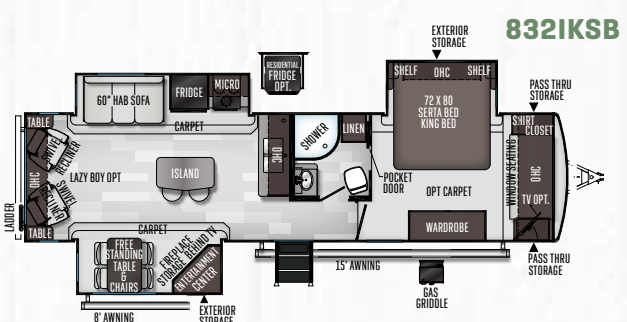 8321KSB
EXTERIOR
STORAGE
RESIDENTIAL
FRIDGE
OPT.
60" HAB SOFA
FRIDGE
MICRO
SHELF
OHC
SHELF
PASS THRU
STORAGE
72 X 80
SERTA BED
KING BED
TABLE
CARPET
SHOWER
LINEN
SHIRT
CLOSET
SWIVEL
RECLINER
OHC
LAZY BOY OPT
ISLAND
OHC
POCKET
DOOR
OPT CARPET
WINDOW SEATING
OHC
TV OPT.
SWIVEL
RECLINER
LADDER
TABLE
CARPET
FREE
STANDING
TABLE
&
CHAIRS
FIREPLACE
STORAGE BEHIND TV
ENTERTAINMENT
CENTER
WARDROBE
15' AWNING
GAS
GRIDDLE
PASS THRU
STORAGE
8' AWNING
EXTERIOR
STORAGE